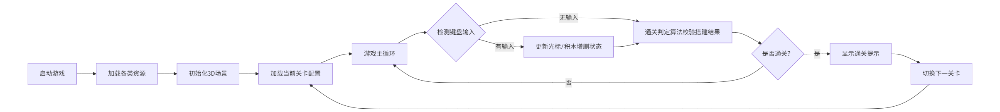 启动游戏
加载各类资源
初始化3D场景
加载当前关卡配置
游戏主循环
检测键盘输入
无输入
有输入
更新光标/积木增删状态
通关判定算法校验搭建结果
是否通关?
否
是
显示通关提示
切换下一关卡